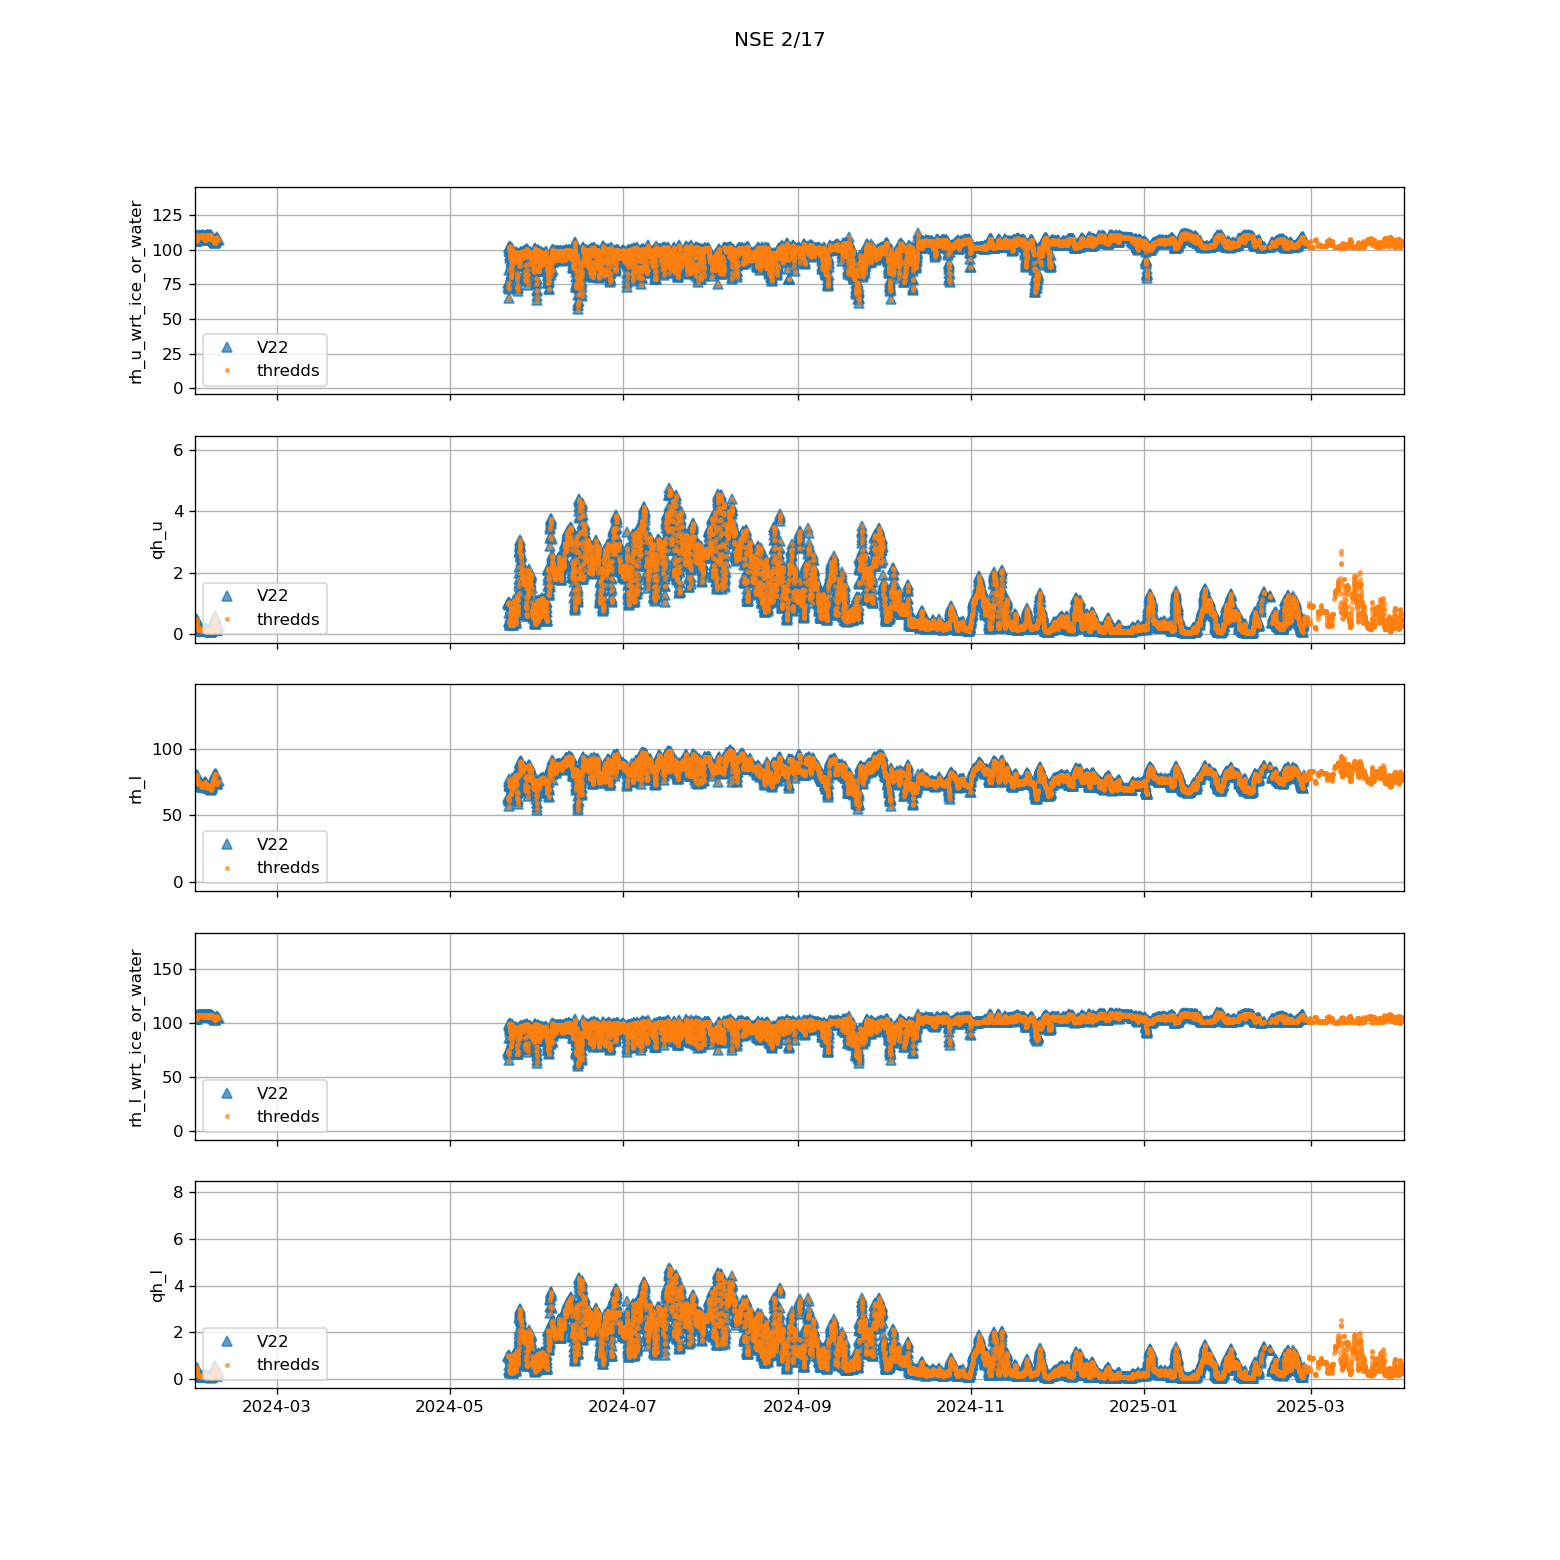 NSE 2/17
rh_u_wrt_ice_or_water
125
100
75
50
25
0
V22
thredds
qh_u
6
4
2
0
V22
thredds
rh_l
100
50
0
V22
thredds
rh_l_wrt_ice_or_water
150
100
50
0
V22
thredds
qh_l
8
6
4
2
0
V22
thredds
2024-03
2024-05
2024-07
2024-09
2024-11
2025-01
2025-03